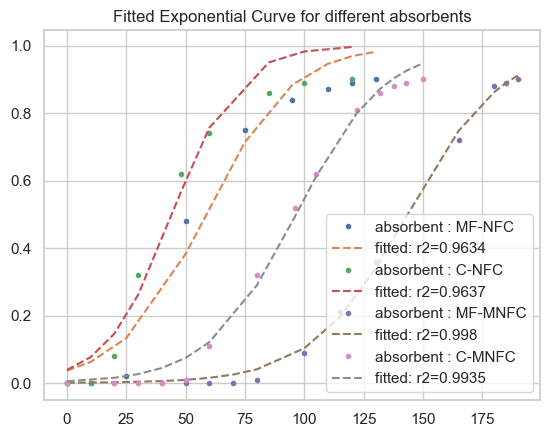 Fitted Exponential Curve for different absorbents
1.0
0.8
0.6
0.4
0.2
0.0
absorbent : MF-NFC
fitted: r2=0.9634
absorbent : C-NFC
fitted: r2=0.9637
absorbent : MF-MNFC
fitted: r2=0.998
absorbent : C-MNFC
fitted: r2=0.9935
0 25 50 75 100 125 150 175